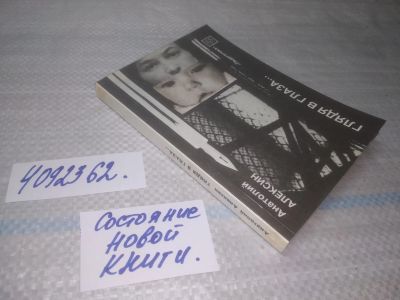 4092362.
Состояние
новой
книги.
Анатолий
АЛЕКСИН
ГЛЯДЯ В ГЛАЗА...